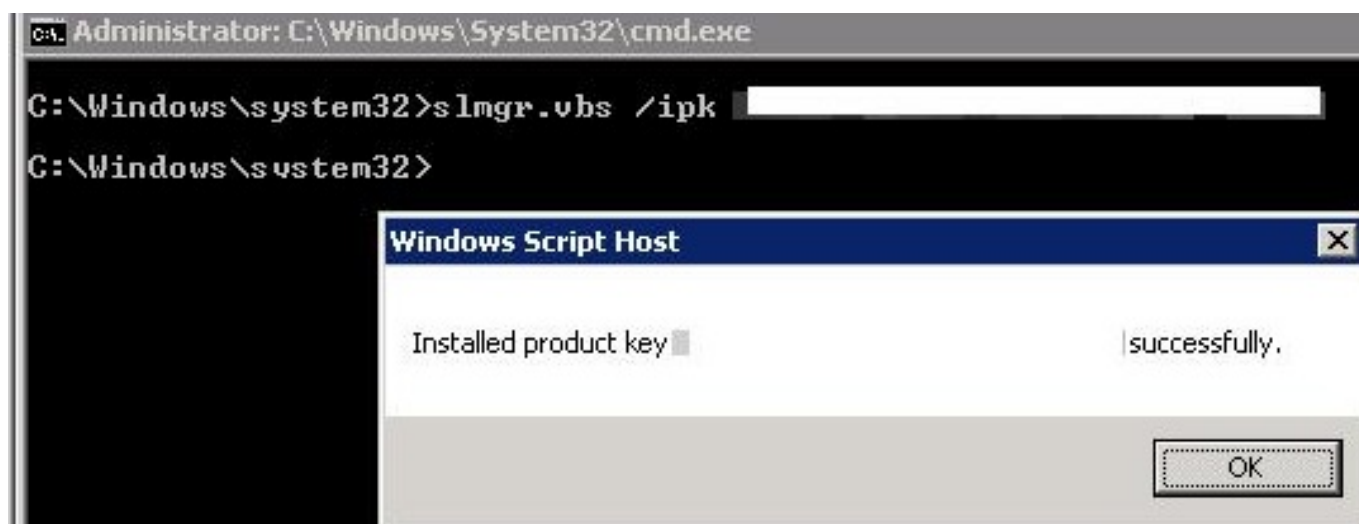 Administrator: C:\Windows\System32\cmd.exe
C:\Windows\system32>slmgr.vbs /ipk
C:\Windows\system32>
Windows Script Host
Installed product key successfully.
OK